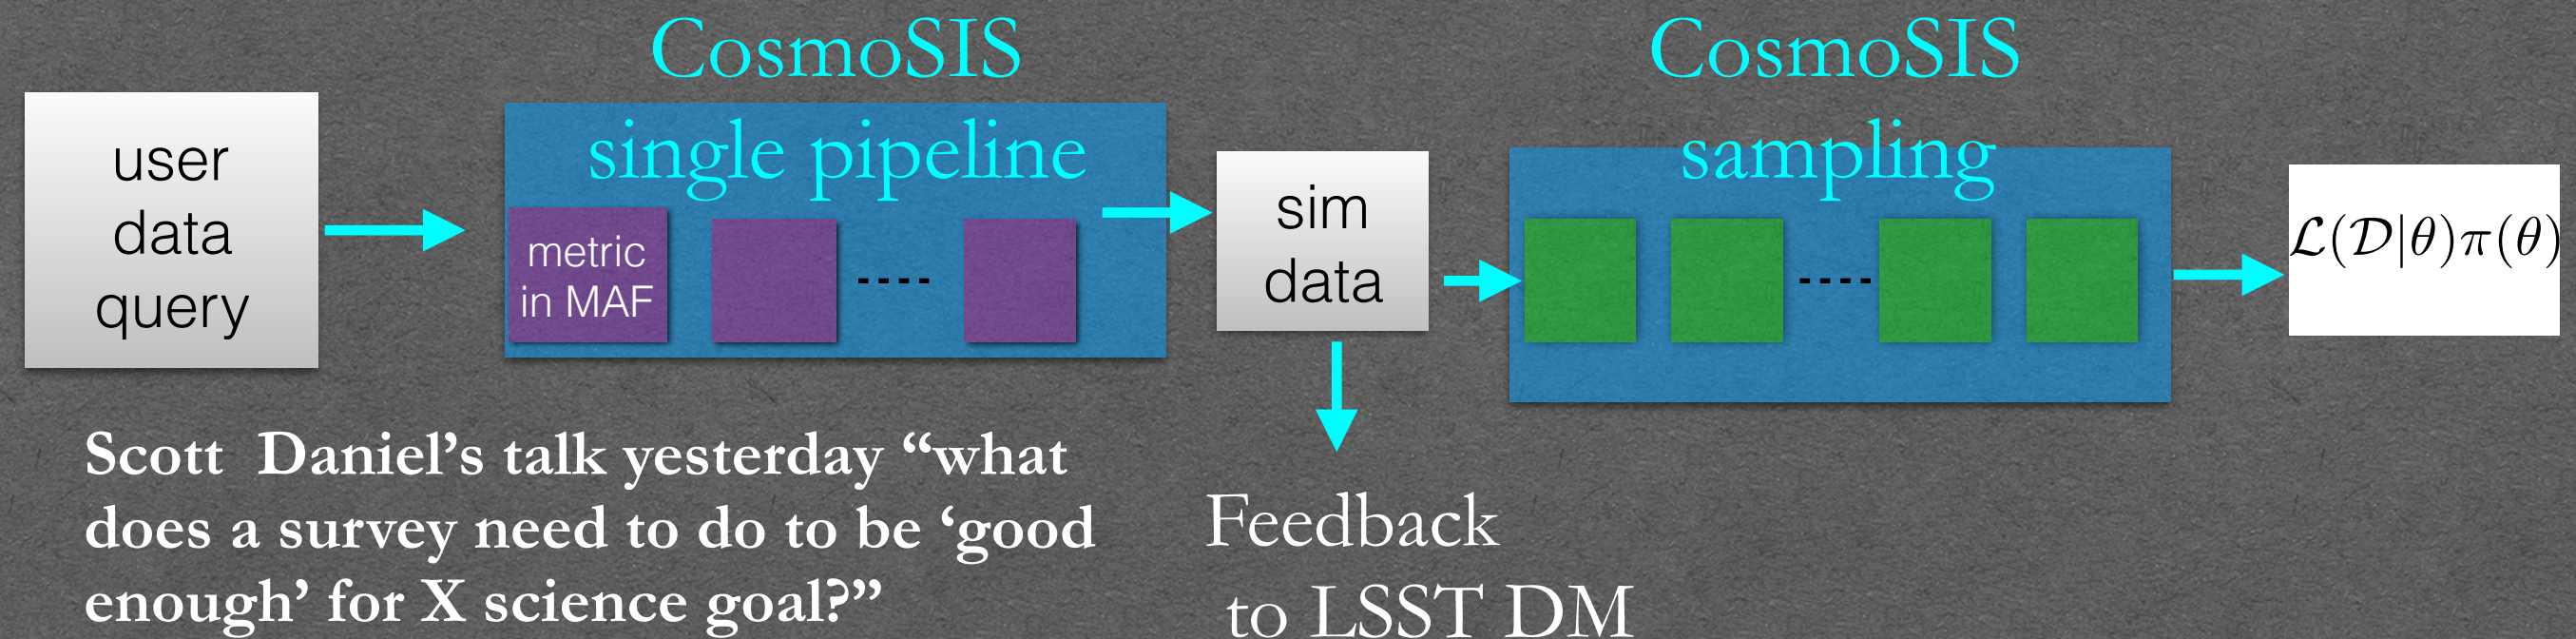 user
data
query
CosmoSIS
single pipeline
metric
in MAF
----
sim
data
CosmoSIS
sampling
----
ℒ(𝒟|θ)π(θ)
Scott  Daniel’s talk yesterday “what
does a survey need to do to be ‘good
enough’ for X science goal?”
Feedback
to LSST DM